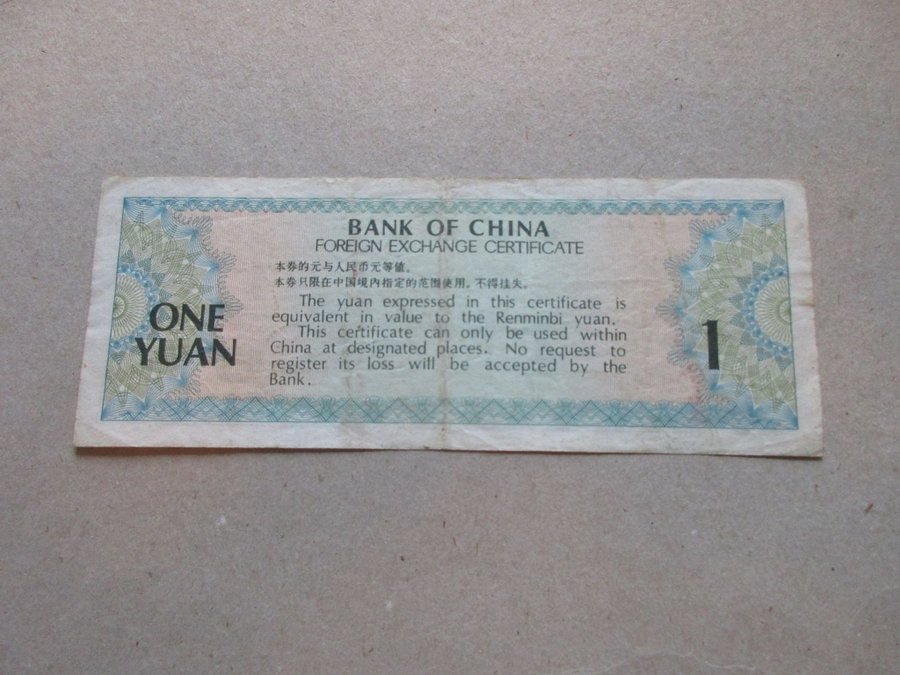 BANK OF CHINA
FOREIGN EXCHANGE CERTIFICATE
本券的元与人民币元等值。
本券只限在中国境内指定的范围使用,不得挂失。
The yuan expressed in this certificate is
equivalent in value to the Renminbi yuan.
This certificate can only be used within
China at designated places. No request to
register its loss will be accepted by the
Bank.
ONE
YUAN
1